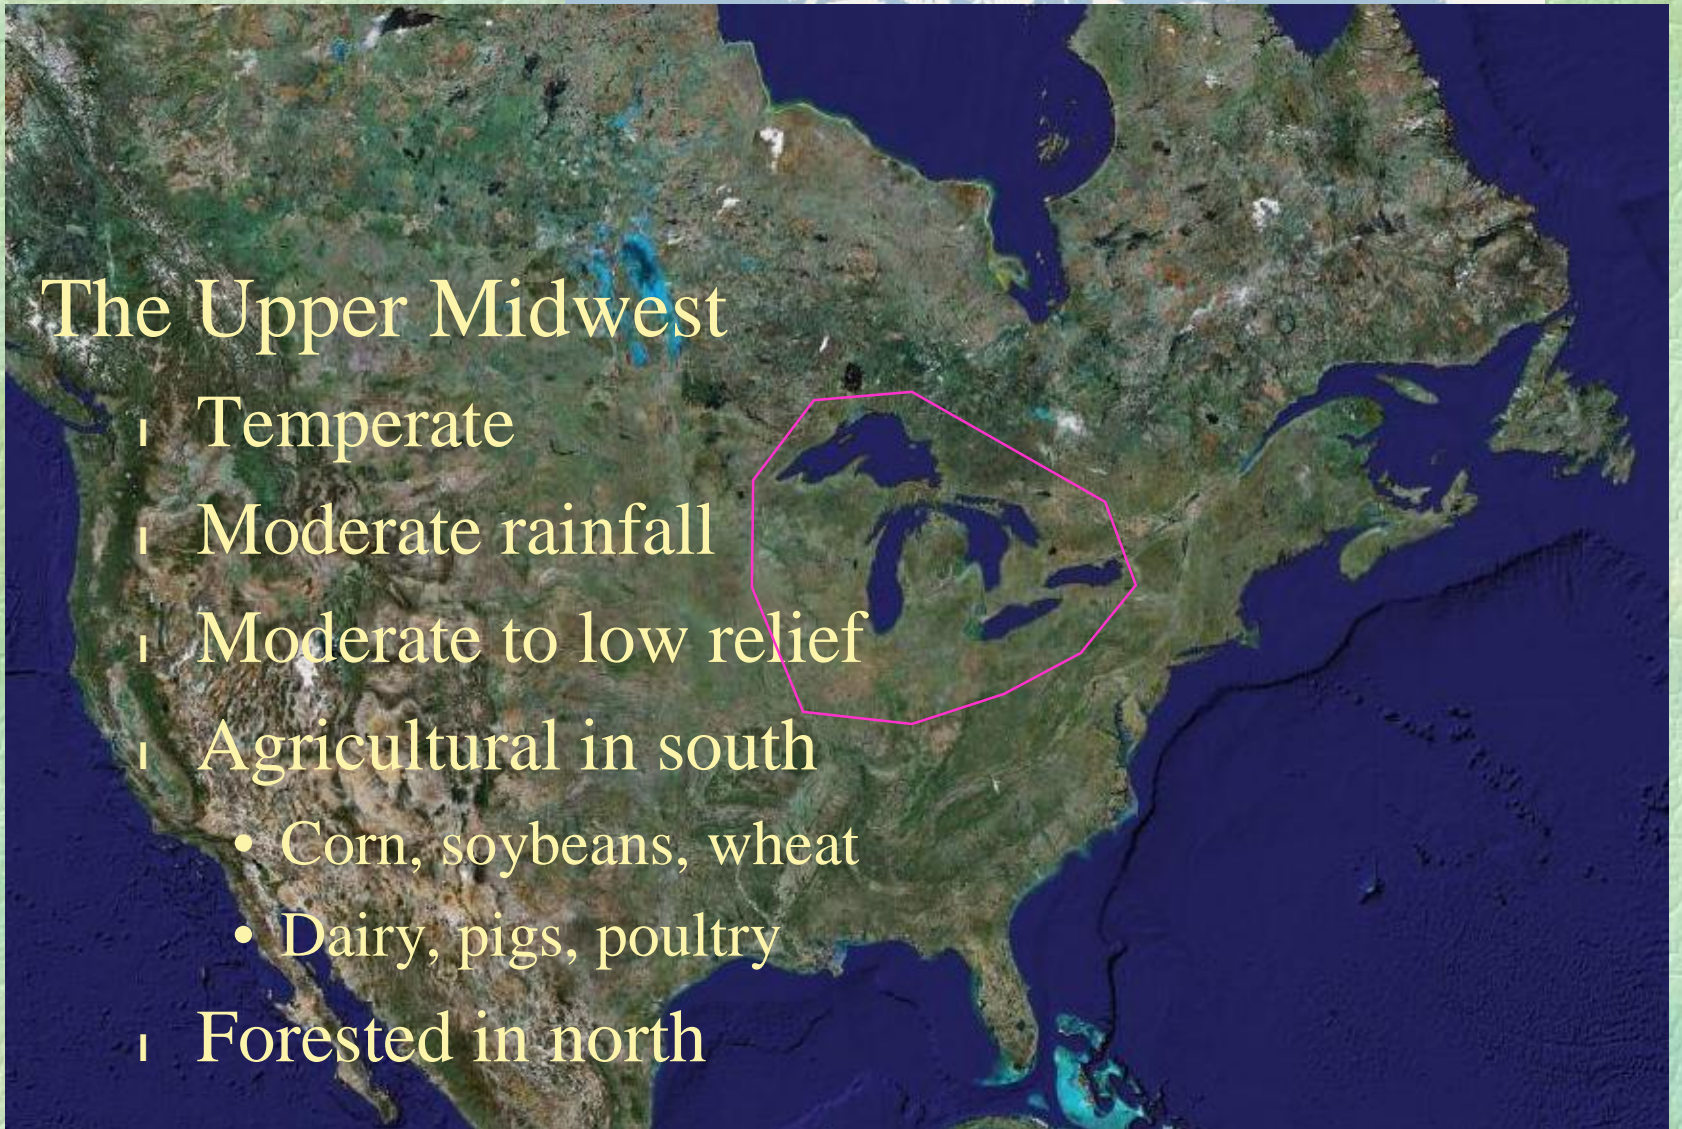 The Upper Midwest
l Temperate
l Moderate rainfall
l Moderate to low relief
l Agricultural in south
• Corn, soybeans, wheat
• Dairy, pigs, poultry
l Forested in north